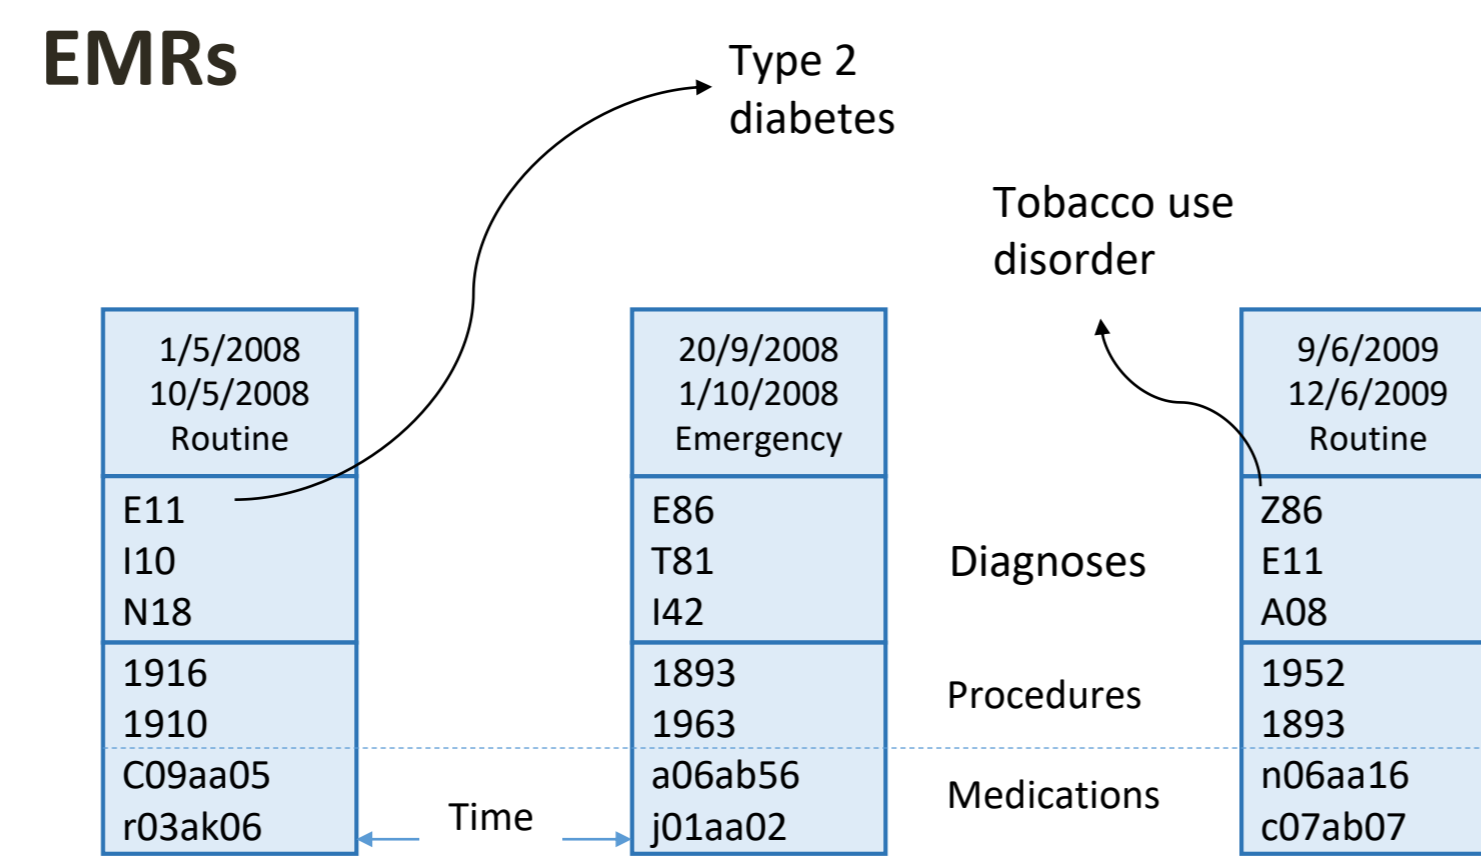 EMRs
Type 2
diabetes
Tobacco use
disorder
1/5/2008
10/5/2008
Routine
E11
I10
N18
1916
1910
C09aa05
r03ak06
Time
20/9/2008
1/10/2008
Emergency
E86
T81
I42
1893
1963
a06ab56
j01aa02
Diagnoses
Procedures
Medications
9/6/2009
12/6/2009
Routine
Z86
E11
A08
1952
1893
n06aa16
c07ab07